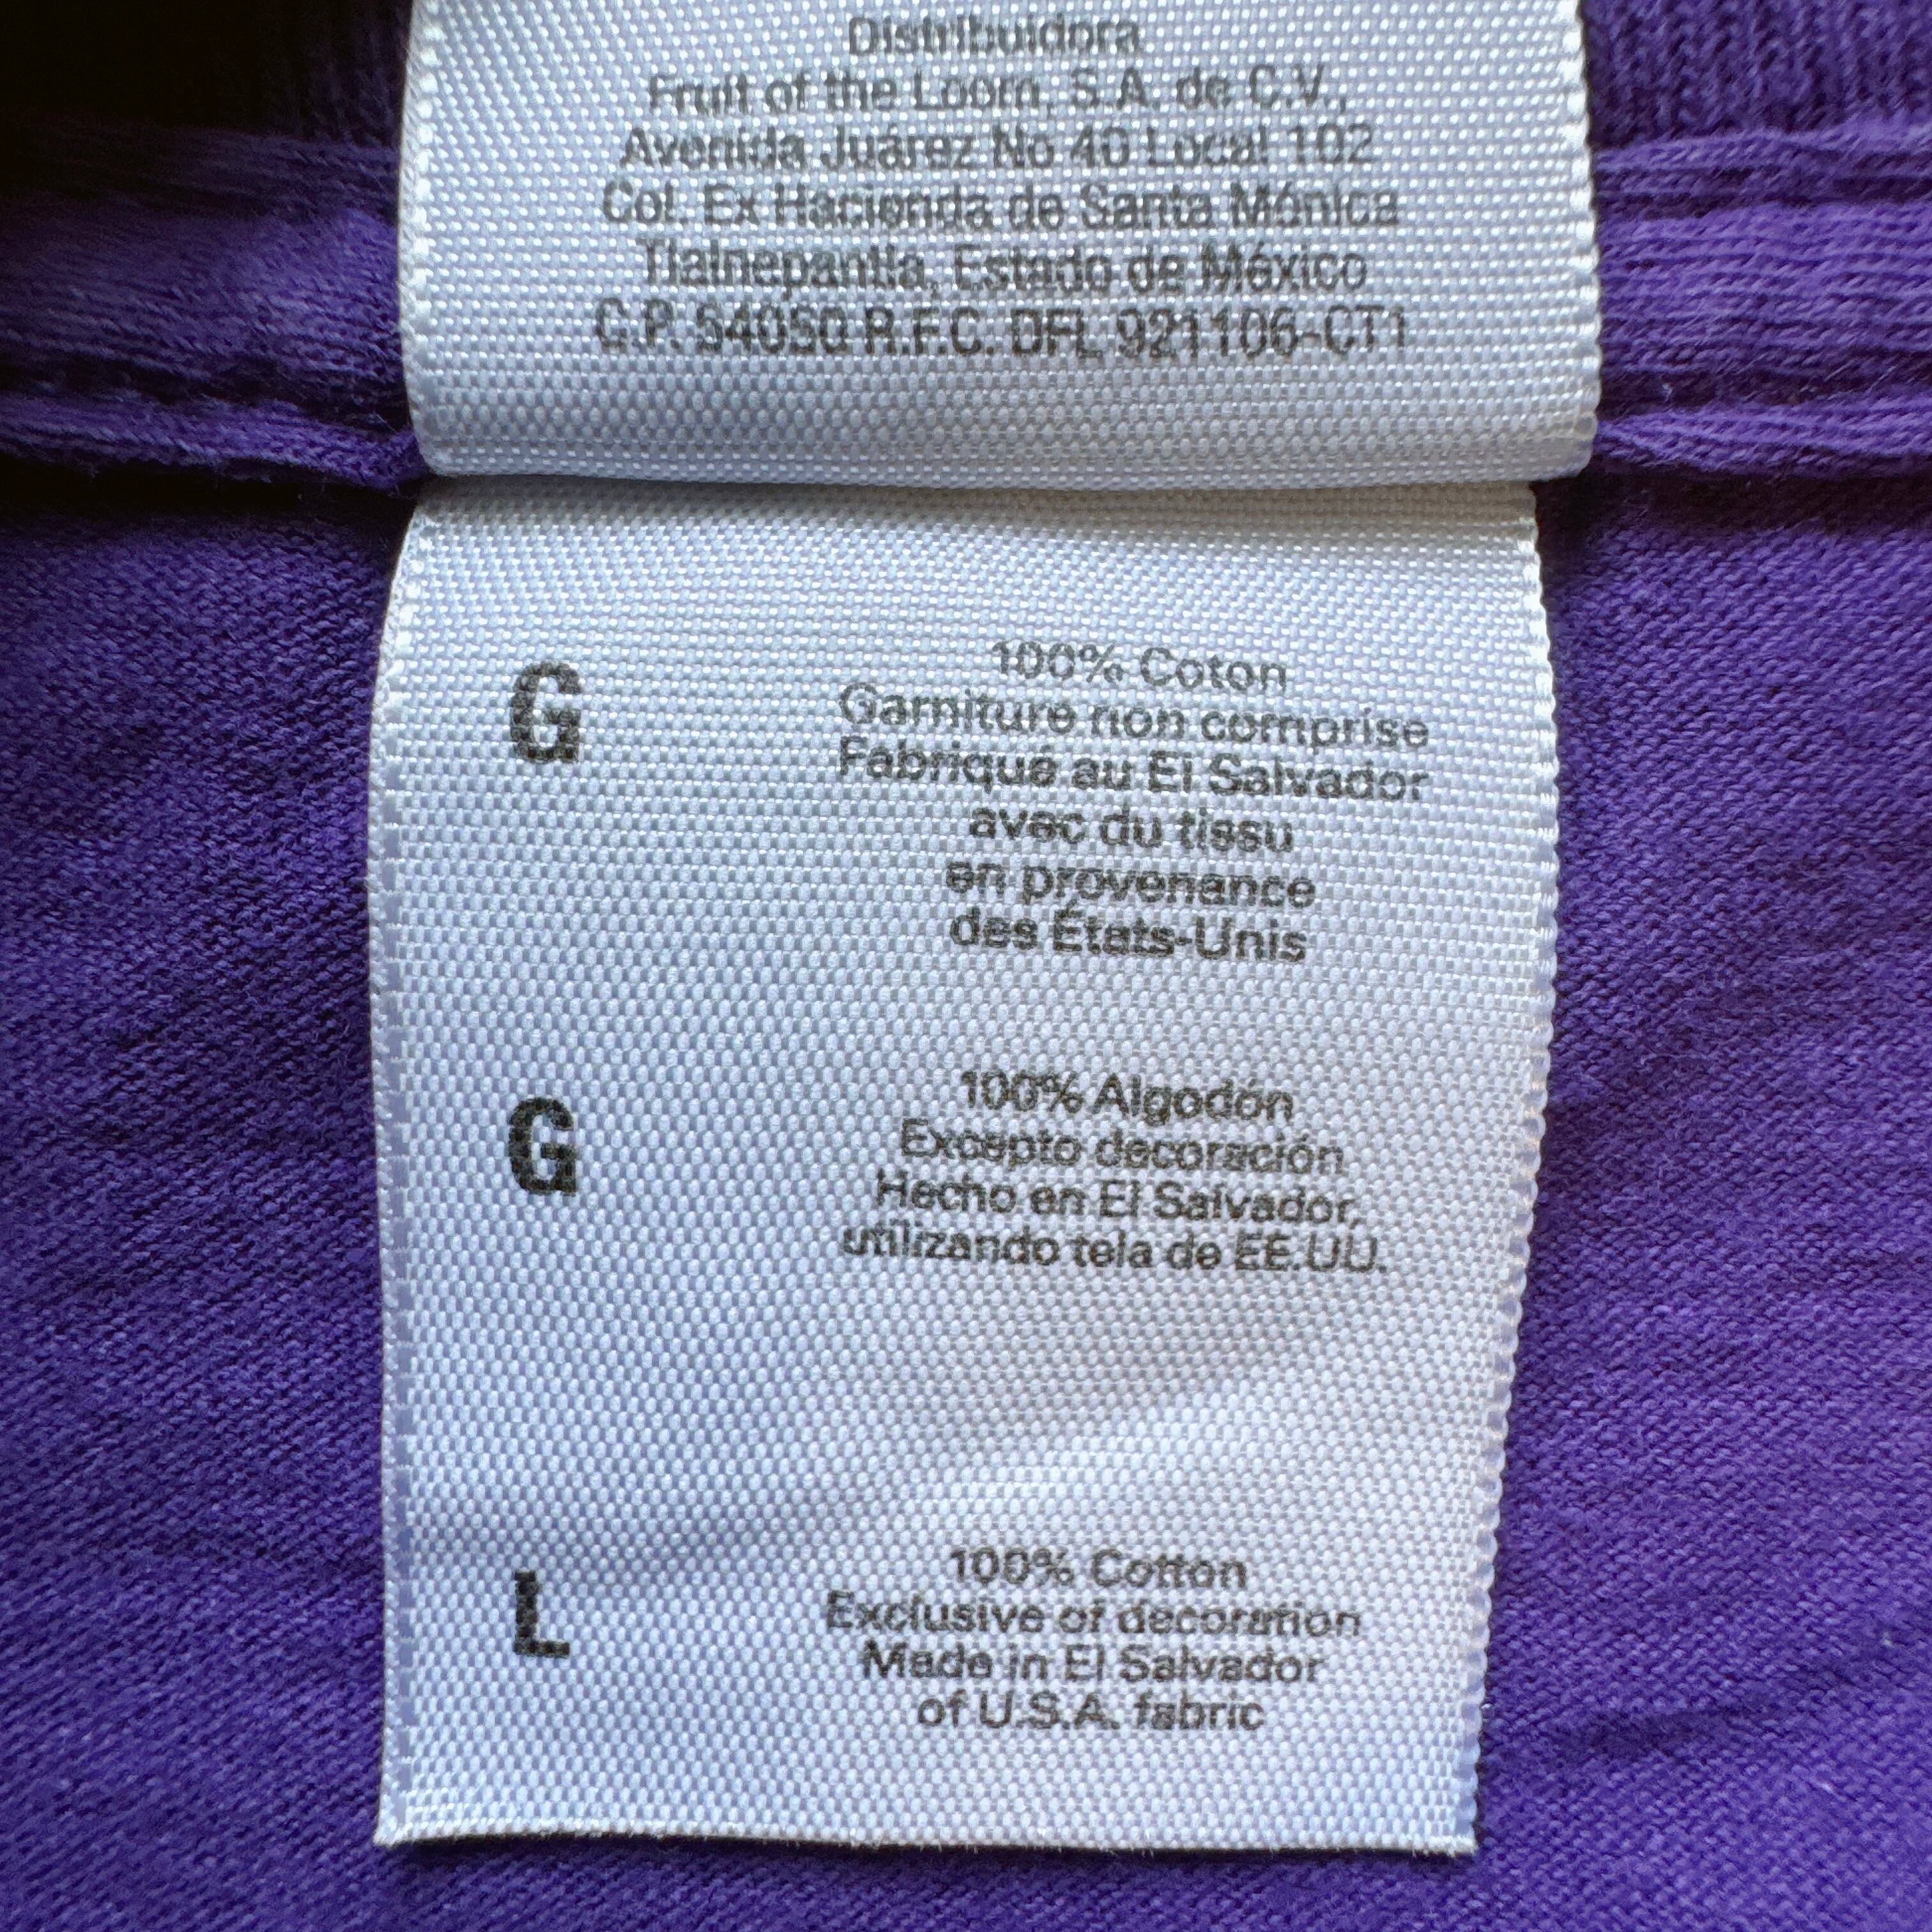 Distribuidora
Fruit of the Loom, S.A. de C.V.,
Avenida Juárez No 40 Local 102
Col. Ex Hacienda de Santa Mónica
Tlalnepantla, Estado de México
C.P. 54050 R.F.C. DFL 921106-CT1
G
100% Coton
Garniture non comprise
Fabriqué au El Salvador
avec du tissu
en provenance
des États-Unis
G
100% Algodón
Excepto decoración
Hecho en El Salvador,
utilizando tela de EE.UU.
L
100% Cotton
Exclusive of decoration
Made in El Salvador
of U.S.A. fabric